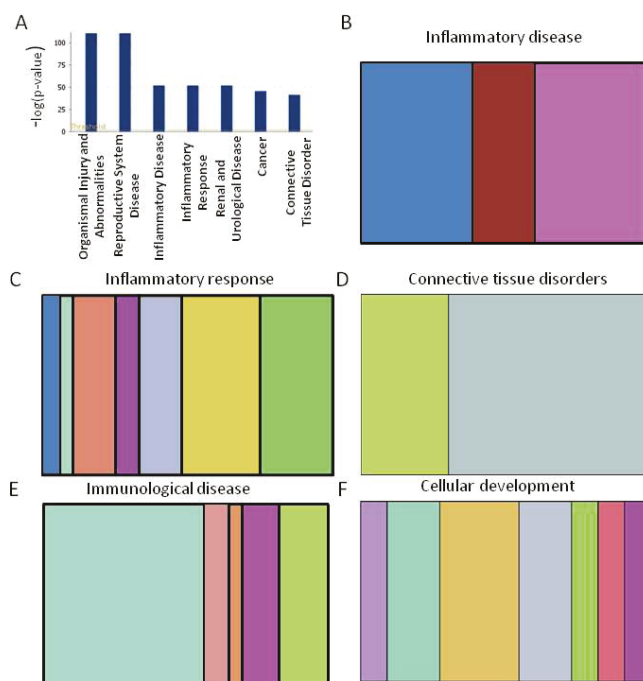 A
B
Inflammatory disease
-log(p-value)
100
75
50
25
0
Threshold
Organismal Injury and
Abnormalities
Reproductive System
Disease
Inflammatory Disease
Inflammatory
Response
Renal and
Urological Disease
Cancer
Connective
Tissue Disorder
C
Inflammatory response
D
Connective tissue disorders
E
Immunological disease
F
Cellular development